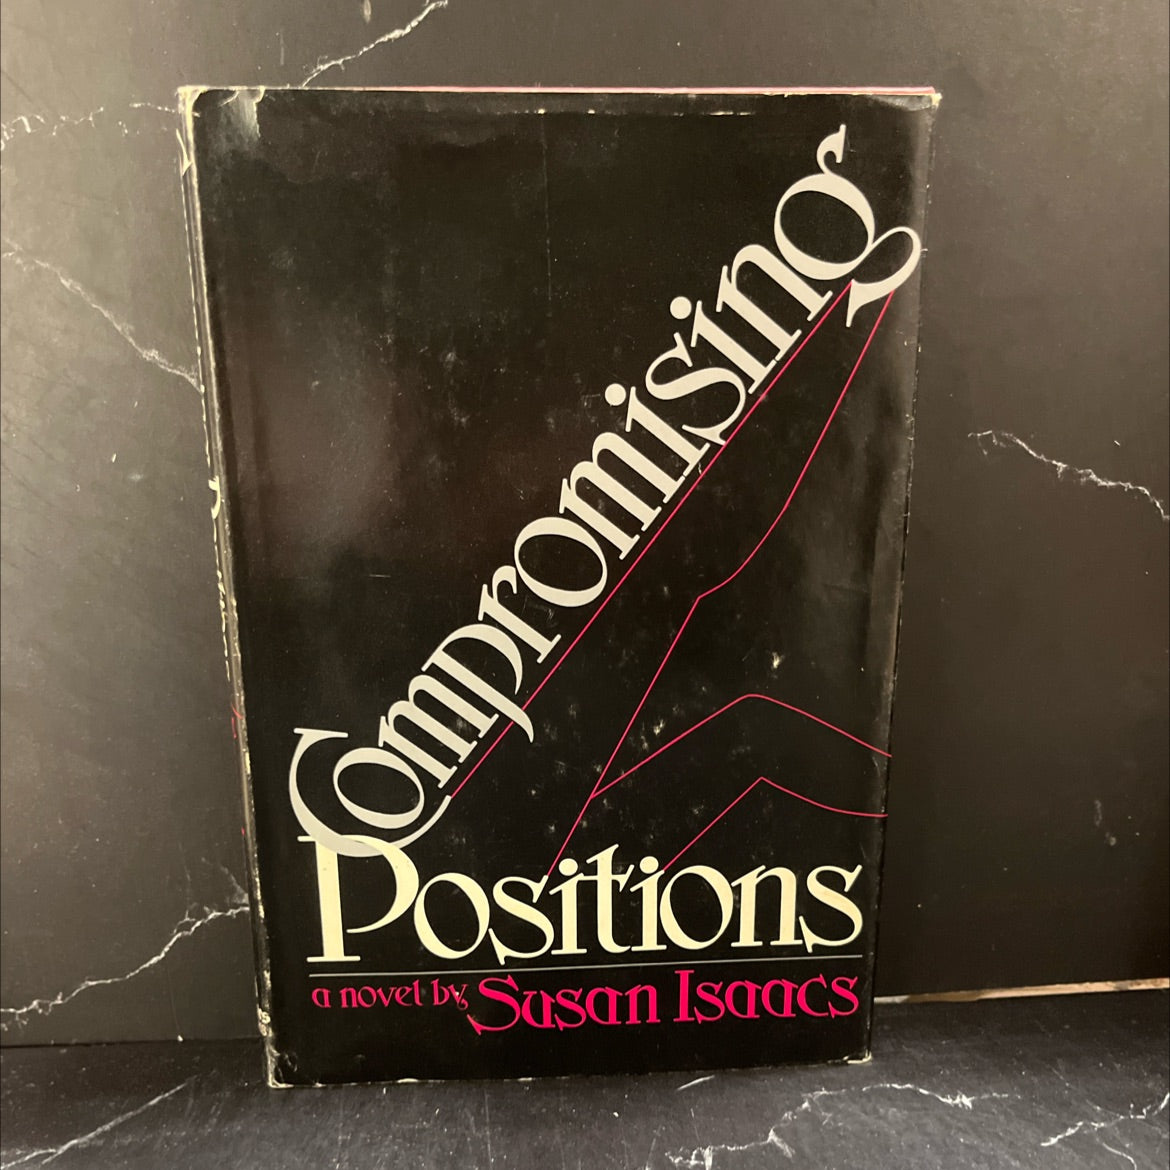 Compromising
Positions
a novel by Susan Isaacs